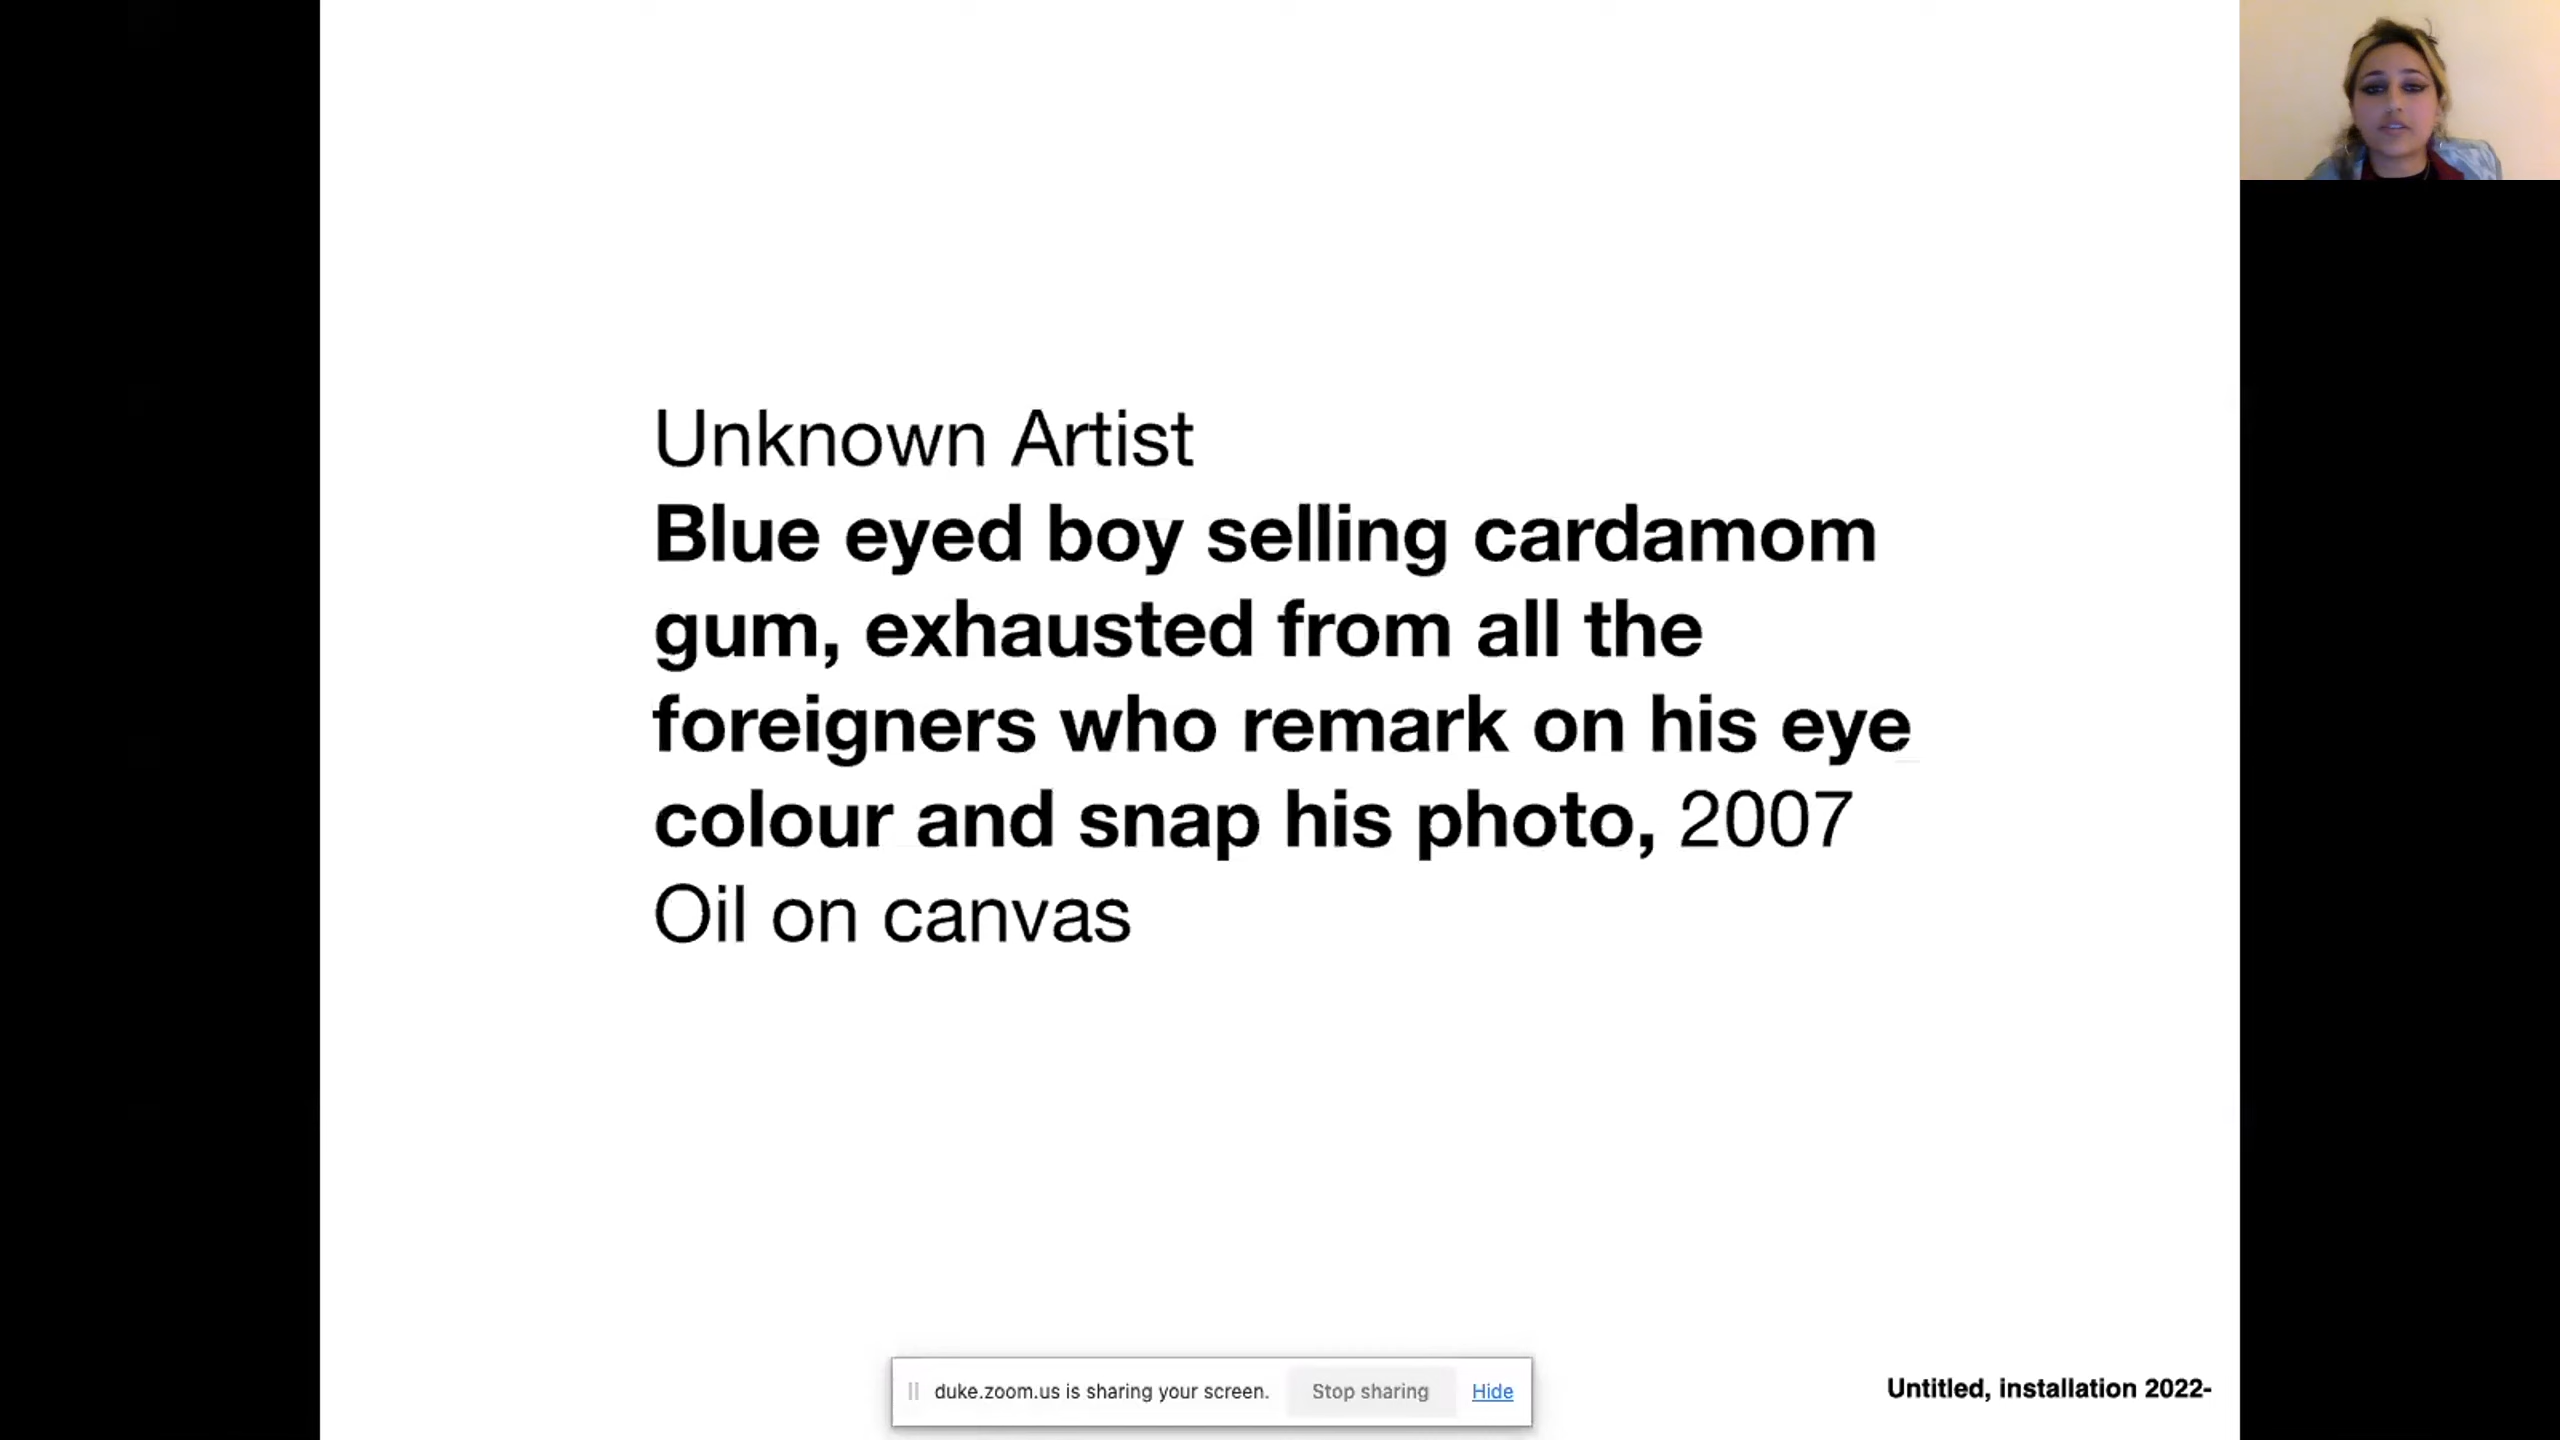 Unknown Artist
Blue eyed boy selling cardamom
gum, exhausted from all the
foreigners who remark on his eye
colour and snap his photo, 2007
Oil on canvas
duke.zoom.us is sharing your screen. Stop sharing Hide
Untitled, installation 2022-